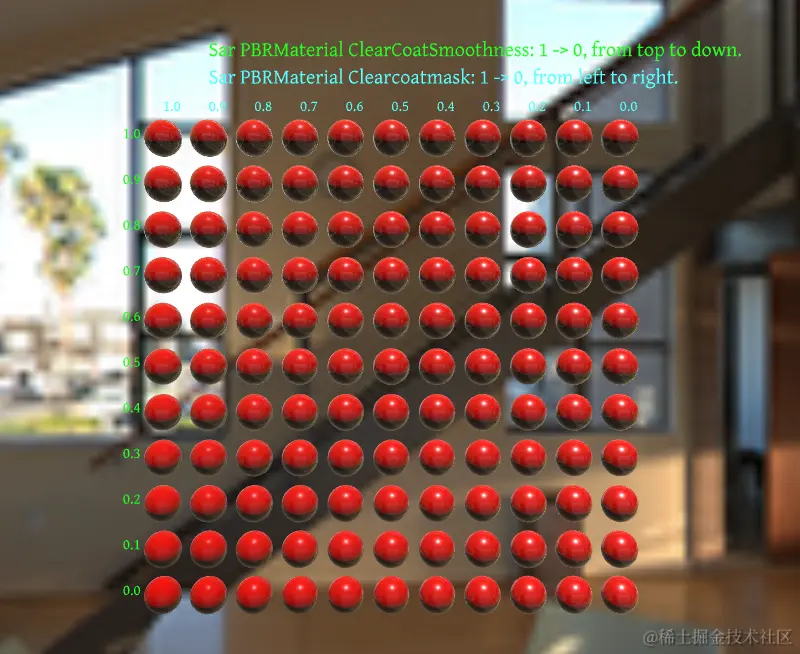 Sar PBRMaterial ClearCoatSmoothness: 1 -> 0, from top to down.
Sar PBRMaterial Clearcoatmask: 1 -> 0, from left to right.
1.0 0.9 0.8 0.7 0.6 0.5 0.4 0.3 0.2 0.1 0.0
1.0
0.9
0.8
0.7
0.6
0.5
0.4
0.3
0.2
0.1
0.0
@稀土掘金技术社区